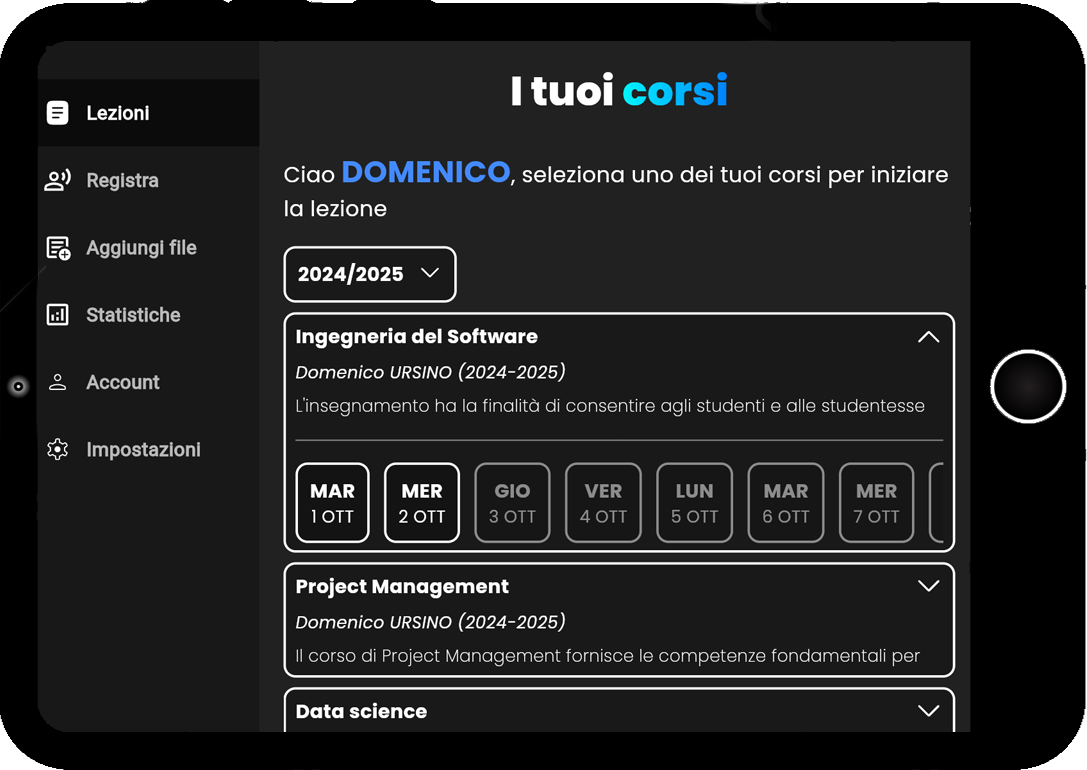 Lezioni
Registra
Aggiungi file
Statistiche
Account
Impostazioni
I tuoi corsi
Ciao DOMENICO, seleziona uno dei tuoi corsi per iniziare
la lezione
2024/2025
Ingegneria del Software
Domenico URSINO (2024-2025)
L'insegnamento ha la finalità di consentire agli studenti e alle studentesse
MAR MER GIO VER LUN MAR MER
1 OTT 2 OTT 3 OTT 4 OTT 5 OTT 6 OTT 7 OTT
Project Management
Domenico URSINO (2024-2025)
Il corso di Project Management fornisce le competenze fondamentali per
Data science